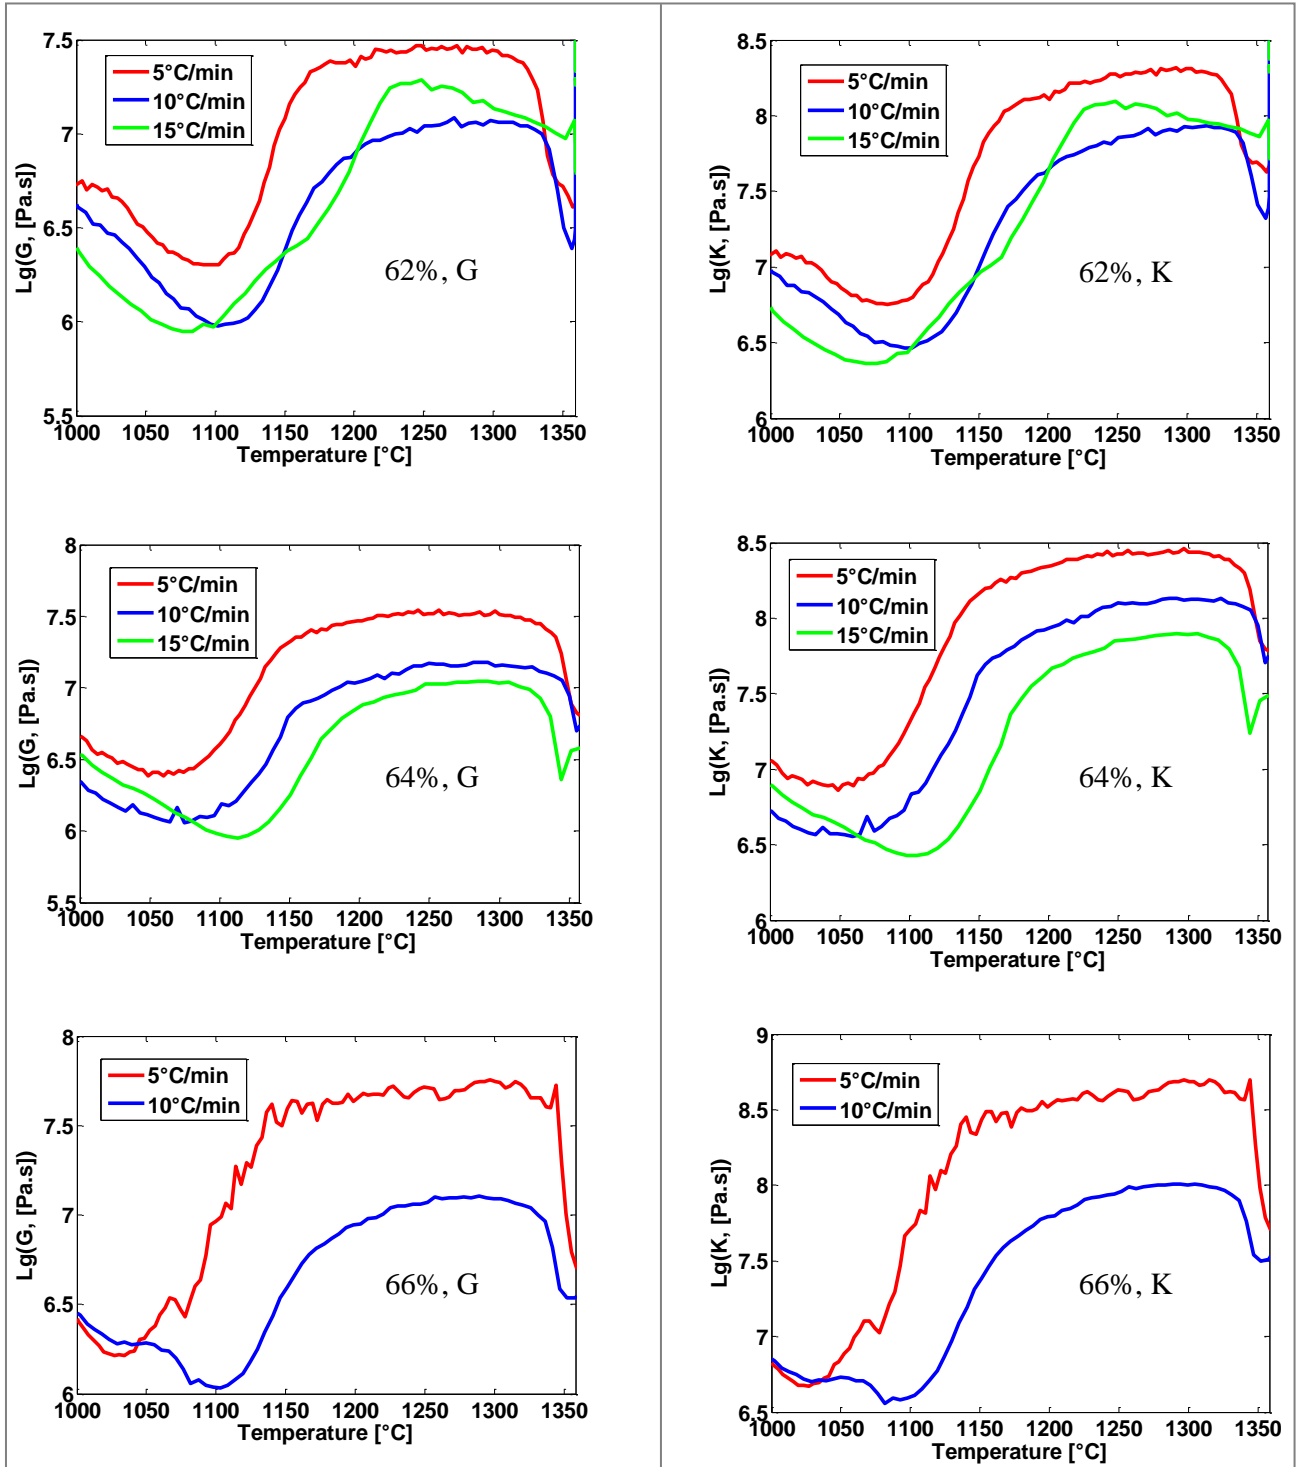 7.5
7
6.5
6
5.5
Lg(G, [Pa.s])
5°C/min
10°C/min
15°C/min
62%, G
1000 1050 1100 1150 1200 1250 1300 1350
Temperature [°C]
8.5
8
7.5
7
6.5
6
Lg(K, [Pa.s])
5°C/min
10°C/min
15°C/min
62%, K
1000 1050 1100 1150 1200 1250 1300 1350
Temperature [°C]
8
7.5
7
6.5
6
5.5
Lg(G, [Pa.s])
5°C/min
10°C/min
15°C/min
64%, G
1000 1050 1100 1150 1200 1250 1300 1350
Temperature [°C]
8.5
8
7.5
7
6.5
6
Lg(K, [Pa.s])
5°C/min
10°C/min
15°C/min
64%, K
1000 1050 1100 1150 1200 1250 1300 1350
Temperature [°C]
8
7.5
7
6.5
6
Lg(G, [Pa.s])
5°C/min
10°C/min
66%, G
1000 1050 1100 1150 1200 1250 1300 1350
Temperature [°C]
9
8.5
8
7.5
7
6.5
Lg(K, [Pa.s])
5°C/min
10°C/min
66%, K
1000 1050 1100 1150 1200 1250 1300 1350
Temperature [°C]